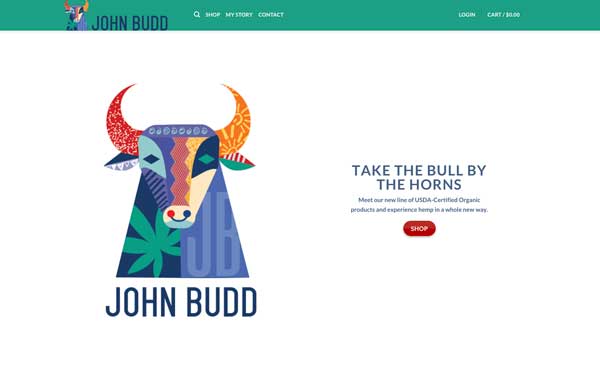 JOHN BUDD
SHOP MY STORY CONTACT
LOGIN CART / $0.00
JB
JOHN BUDD
TAKE THE BULL BY
THE HORNS
Meet our new line of USDA-Certified Organic
products and experience hemp in a whole new way.
SHOP